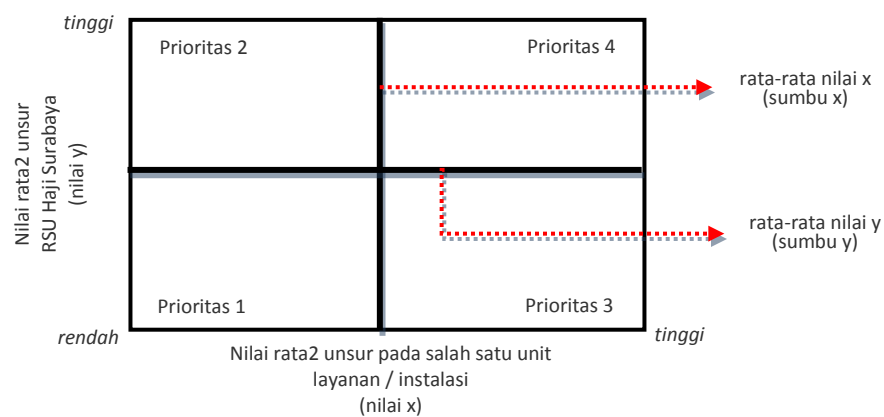 tinggi
Prioritas 2
Prioritas 4
rata-rata nilai x
(sumbu x)
Nilai rata2 unsur
RSU Haji Surabaya
(nilai y)
rata-rata nilai y
(sumbu y)
Prioritas 1
Prioritas 3
rendah
tinggi
Nilai rata2 unsur pada salah satu unit
layanan / instalasi
(nilai x)